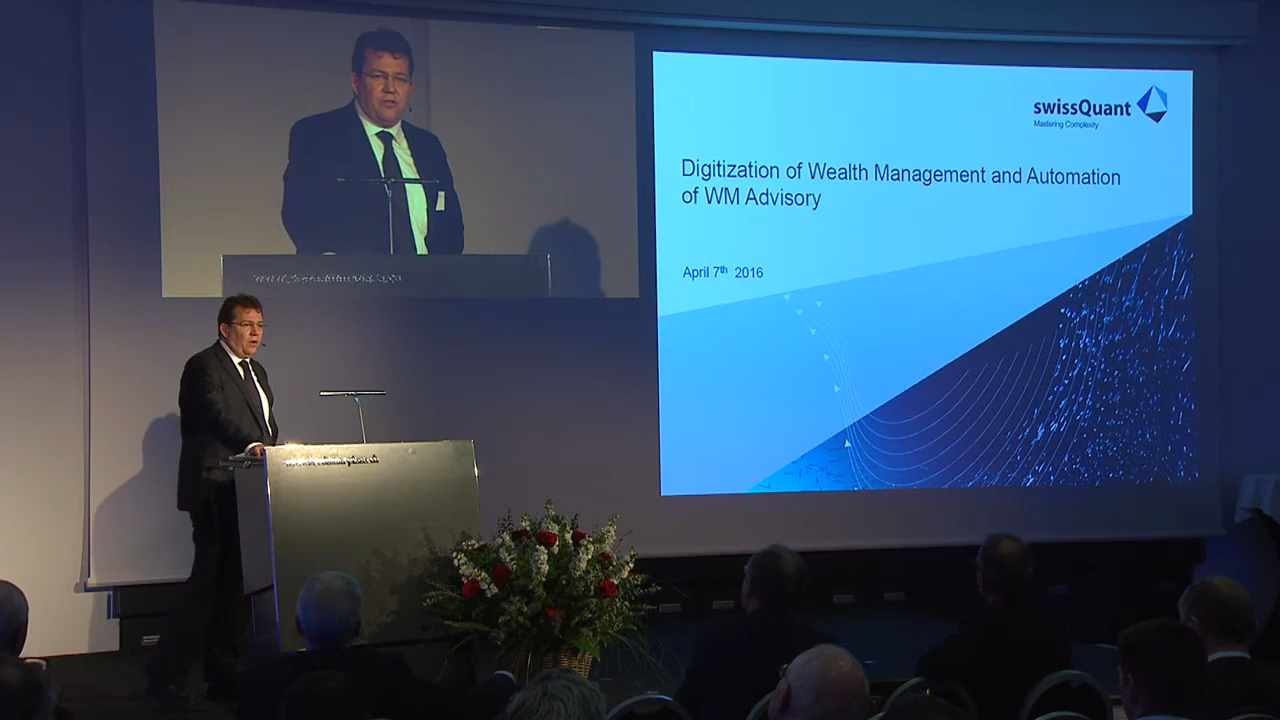 swissQuant
Mastering Complexity
Digitization of Wealth Management and Automation
of WM Advisory
April 7th 2016